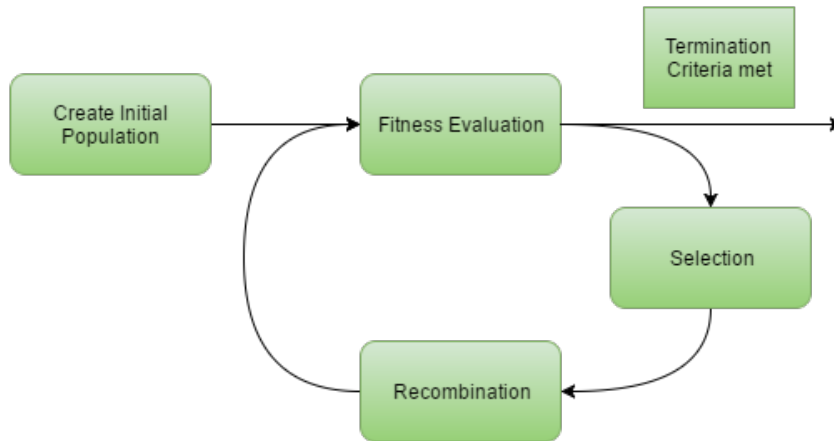 Termination
Criteria met
Create Initial
Population
Fitness Evaluation
Selection
Recombination